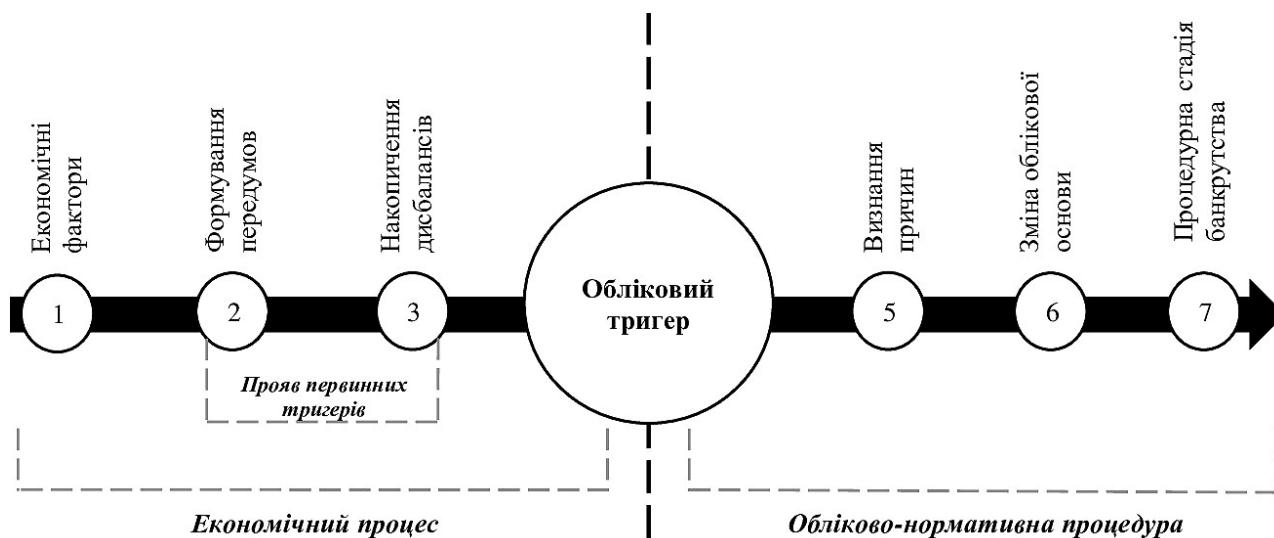 Економічні
фактори
Формування
передумов
Накопичення
дисбалансів
Визнання
причин
Зміна облікової
основи
Процедурна стадія
банкрутства
1
2
3
Обліковий
тригер
5
6
7
Прояв первинних
тригерів
Економічний процес
Обліково-нормативна процедура